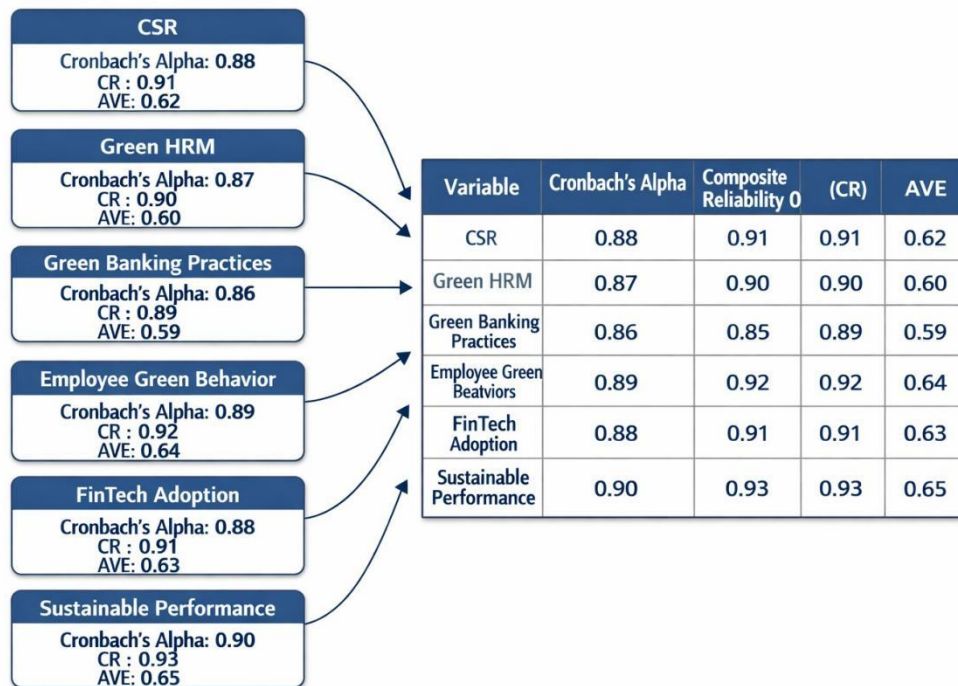 CSR
Cronbach's Alpha: 0.88
CR : 0.91
AVE: 0.62
Green HRM
Cronbach's Alpha: 0.87
CR : 0.90
AVE: 0.60
Green Banking Practices
Cronbach's Alpha: 0.86
CR : 0.89
AVE: 0.59
Employee Green Behavior
Cronbach's Alpha: 0.89
CR : 0.92
AVE: 0.64
FinTech Adoption
Cronbach's Alpha: 0.88
CR : 0.91
AVE: 0.63
Sustainable Performance
Cronbach's Alpha: 0.90
CR : 0.93
AVE: 0.65
Variable Cronbach's Alpha Composite (CR) AVE
Reliability 0
CSR 0.88 0.91 0.91 0.62
Green HRM 0.87 0.90 0.90 0.60
Green Banking
Practices 0.86 0.85 0.89 0.59
Employee Green
Beatviors 0.89 0.92 0.92 0.64
FinTech
Adoption 0.88 0.91 0.91 0.63
Sustainable
Performance 0.90 0.93 0.93 0.65